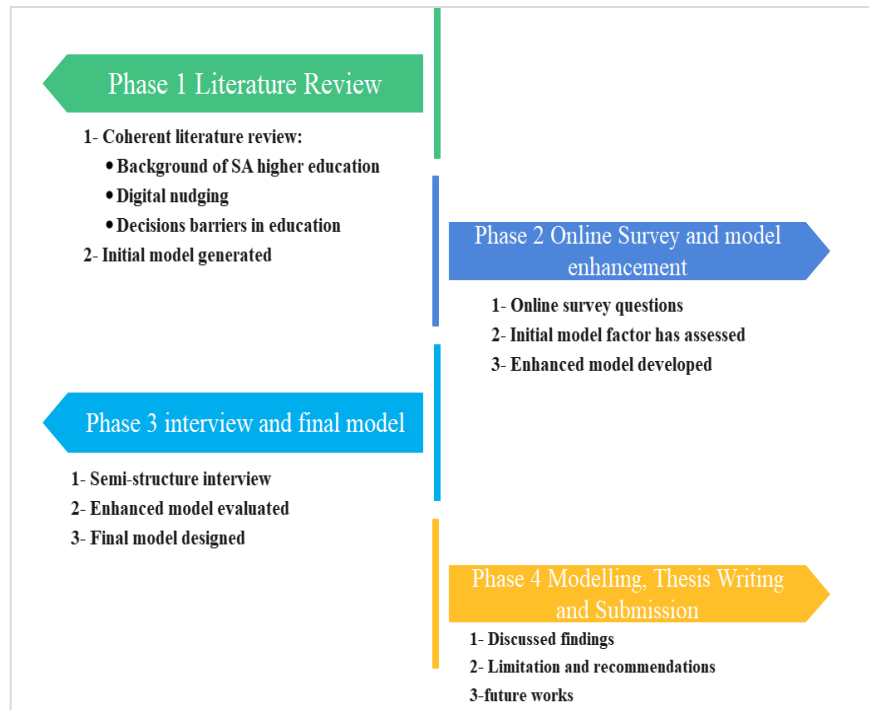 Phase 1 Literature Review
1- Coherent literature review:
• Background of SA higher education
• Digital nudging
• Decisions barriers in education
2- Initial model generated
Phase 2 Online Survey and model
enhancement
1- Online survey questions
2- Initial model factor has assessed
3- Enhanced model developed
Phase 3 interview and final model
1- Semi-structure interview
2- Enhanced model evaluated
3- Final model designed
Phase 4 Modelling, Thesis Writing
and Submission
1- Discussed findings
2- Limitation and recommendations
3-future works